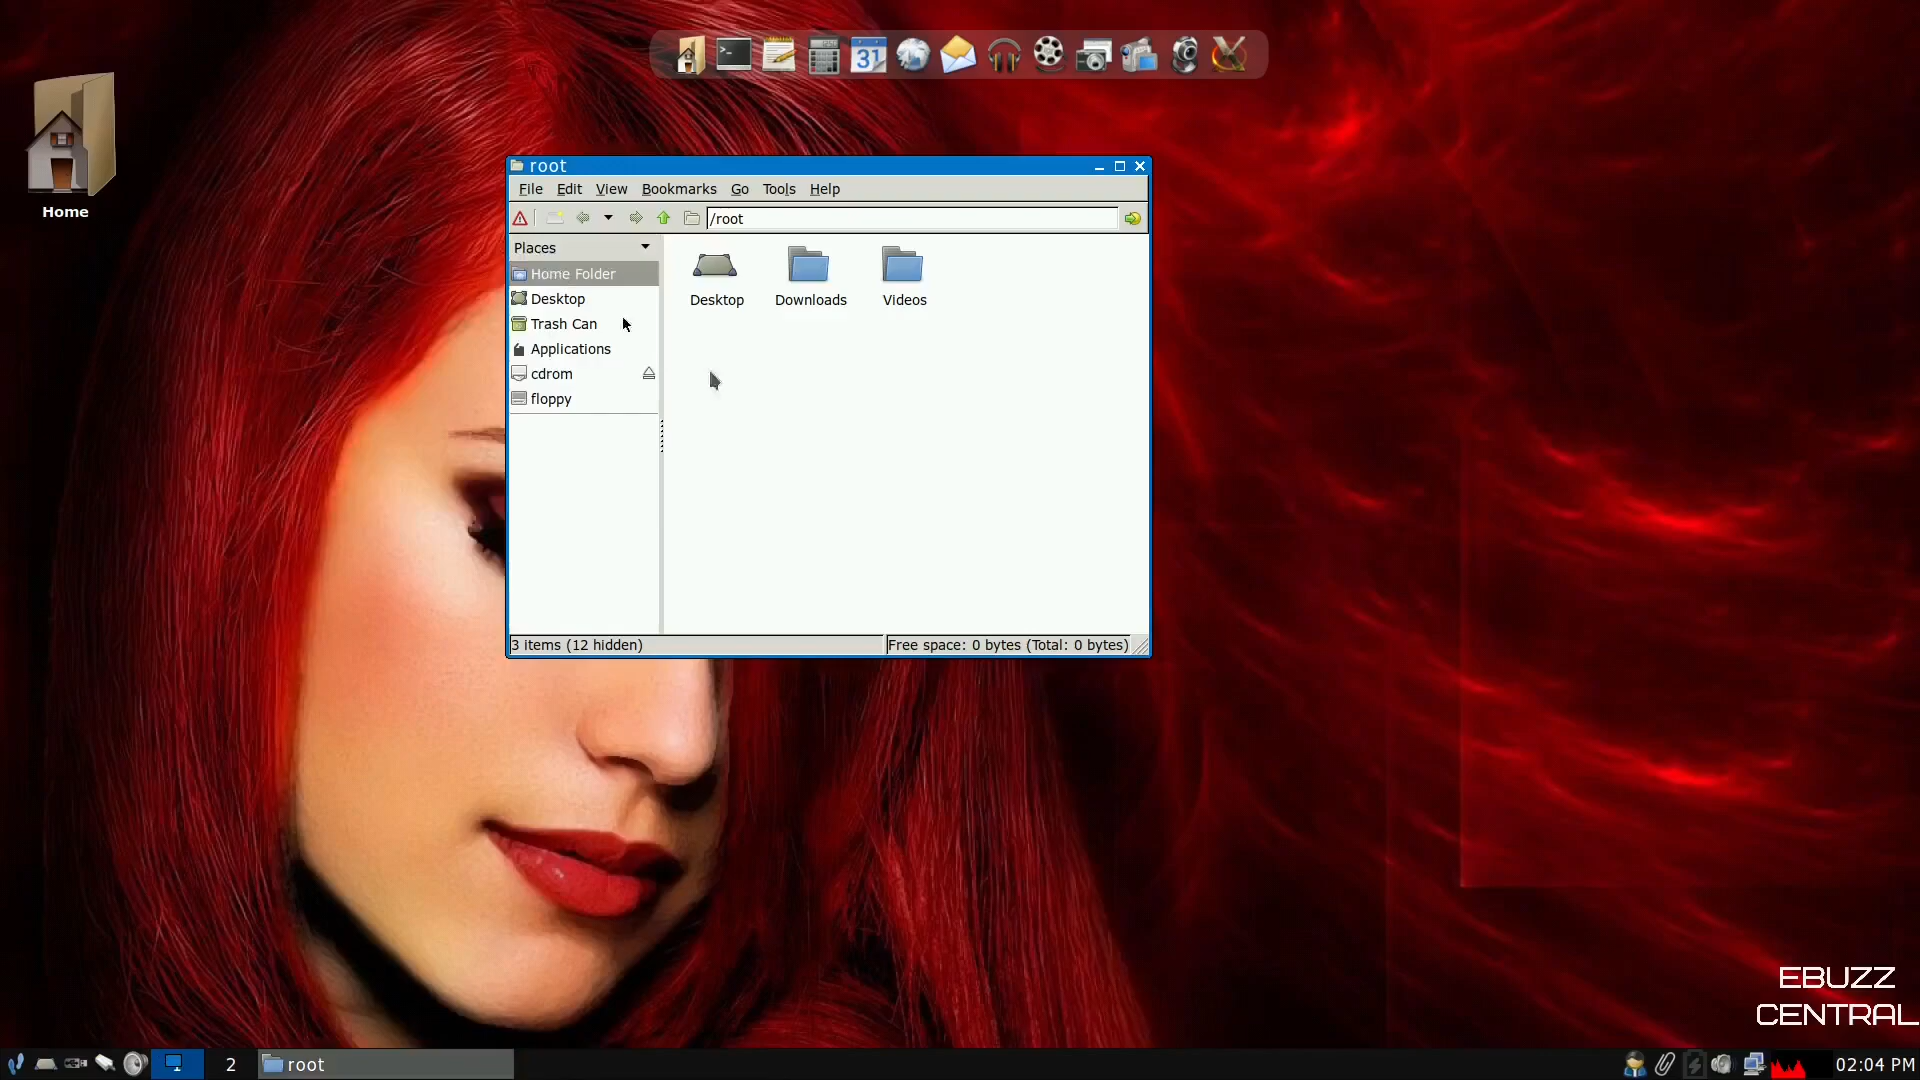 31
Home
root
File Edit View Bookmarks Go Tools Help
/root
Places
Home Folder
Desktop
Trash Can
Applications
cdrom
floppy
Desktop Downloads Videos
3 items (12 hidden)
Free space: 0 bytes (Total: 0 bytes)
EBUZZ
CENTRAL
2
root
02:04 PM